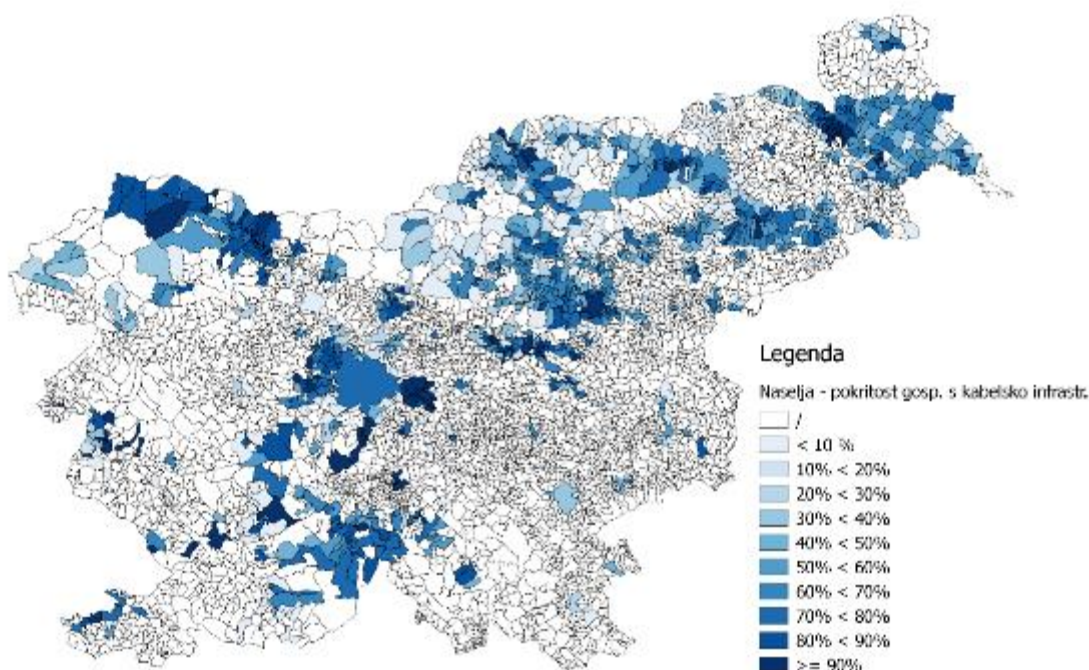 Legenda
Naselja - pokritost gosp. s kabelsko infrastr.
/
< 10 %
10% < 20%
20% < 30%
30% < 40%
40% < 50%
50% < 60%
60% < 70%
70% < 80%
80% < 90%
>= 90%